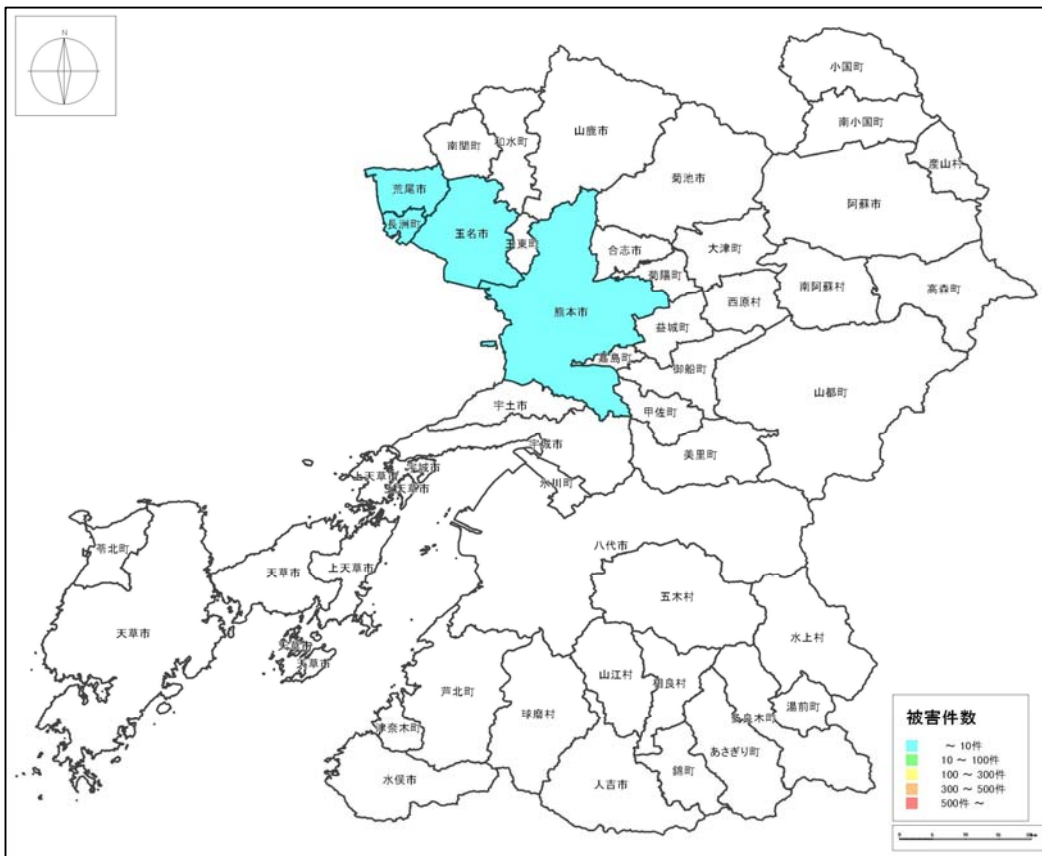 N
小国町
南小国町
産山村
山鹿市
和水町
南関町
菊池市
阿蘇市
荒尾市
長洲町
玉名市
玉東町
合志市
大津町
菊陽町
南阿蘇村
高森町
西原村
熊本市
益城町
嘉島町
御船町
山都町
宇土市
甲佐町
美里町
宇城市
氷川町
上天草市
宇城市
天草市
八代市
苓北町
天草市
上天草市
五木村
天草市
水上村
天草市
山江村
相良村
芦北町
球磨村
湯前町
多良木町
津奈木町
あさぎり町
錦町
水俣市
人吉市
被害件数
～ 10件
10 ～ 100件
100 ～ 300件
300 ～ 500件
500件 ～